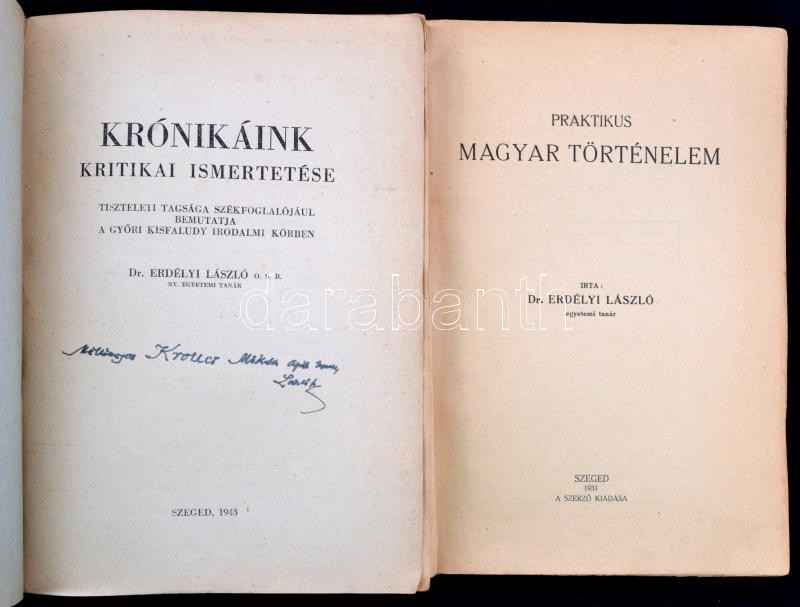 KRÓNIKÁINK
KRITIKAI ISMERTETÉSE
TISZTELETI TAGSÁGA SZÉKFOGLALÓJÁUL
BEMUTATJA
A GYŐRI KISFALUDY IRODALMI KÖRBEN
Dr. ERDÉLYI LÁSZLÓ O. S. B.
NY. EGYETEMI TANÁR
SZEGED, 1943
PRAKTIKUS
MAGYAR TÖRTÉNELEM
IRTA:
Dr. ERDÉLYI LÁSZLÓ
egyetemi tanár
SZEGED
1931
A SZERZŐ KIADÁSA
darabanth